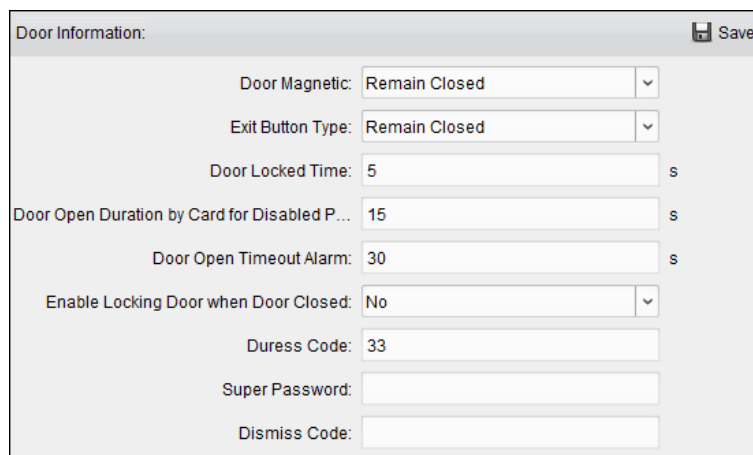 Door Information: Save
Door Magnetic: Remain Closed
Exit Button Type: Remain Closed
Door Locked Time: 5 s
Door Open Duration by Card for Disabled P... 15 s
Door Open Timeout Alarm: 30 s
Enable Locking Door when Door Closed: No
Duress Code: 33
Super Password:
Dismiss Code: